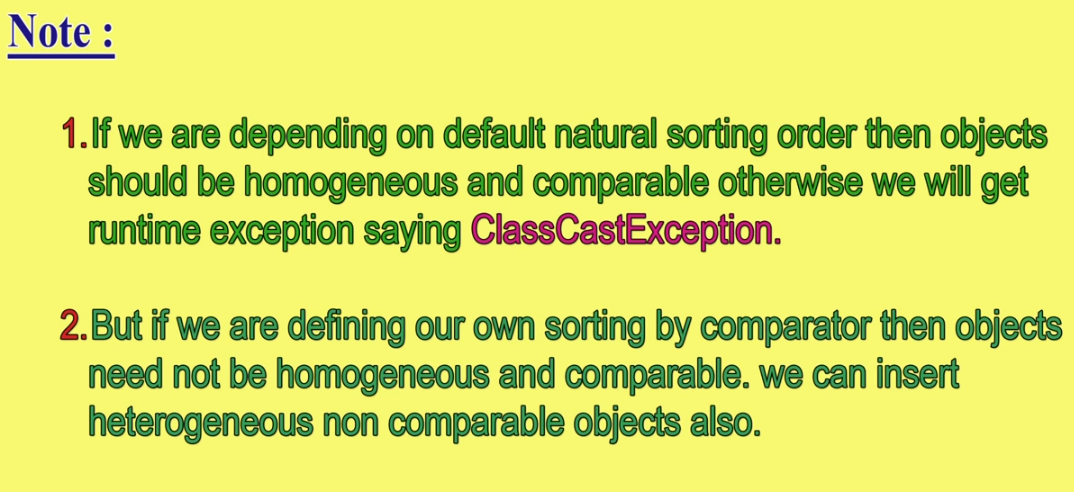 Note :
1.If we are depending on default natural sorting order then objects
should be homogeneous and comparable otherwise we will get
runtime exception saying ClassCastException.
2.But if we are defining our own sorting by comparator then objects
need not be homogeneous and comparable. we can insert
heterogeneous non comparable objects also.